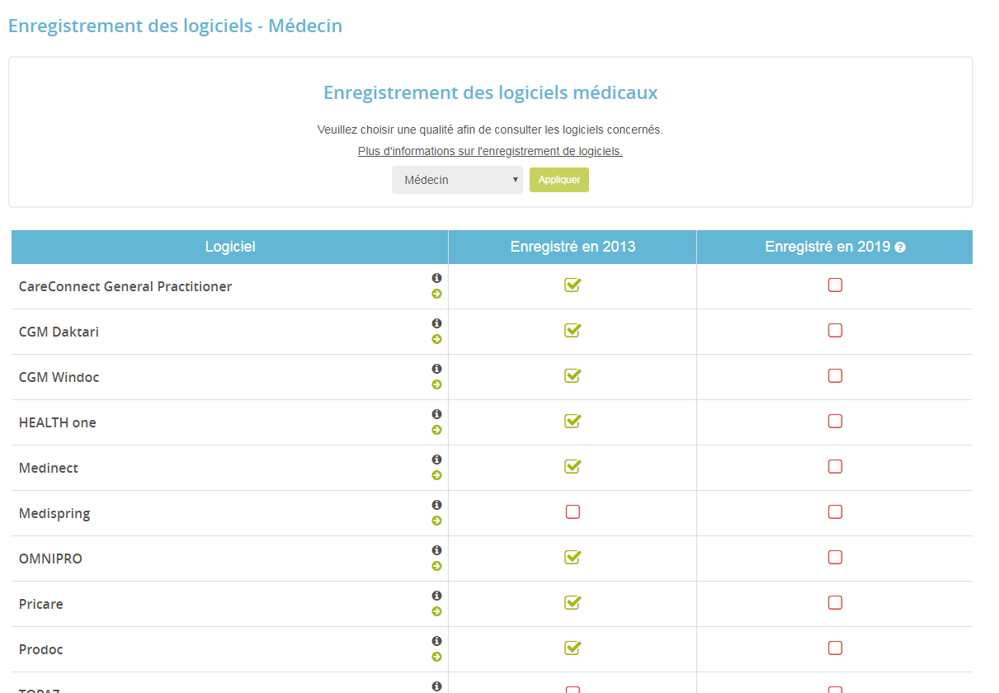 Enregistrement des logiciels - Médecin
Enregistrement des logiciels médicaux
Veuillez choisir une qualité afin de consulter les logiciels concernés.
Plus d'informations sur l'enregistrement de logiciels.
Médecin Appliquer
Logiciel Enregistré en 2013 Enregistré en 2019
CareConnect General Practitioner
CGM Daktari
CGM Windoc
HEALTH one
Medinect
Medispring
OMNIPRO
Pricare
Prodoc
TOPAZ